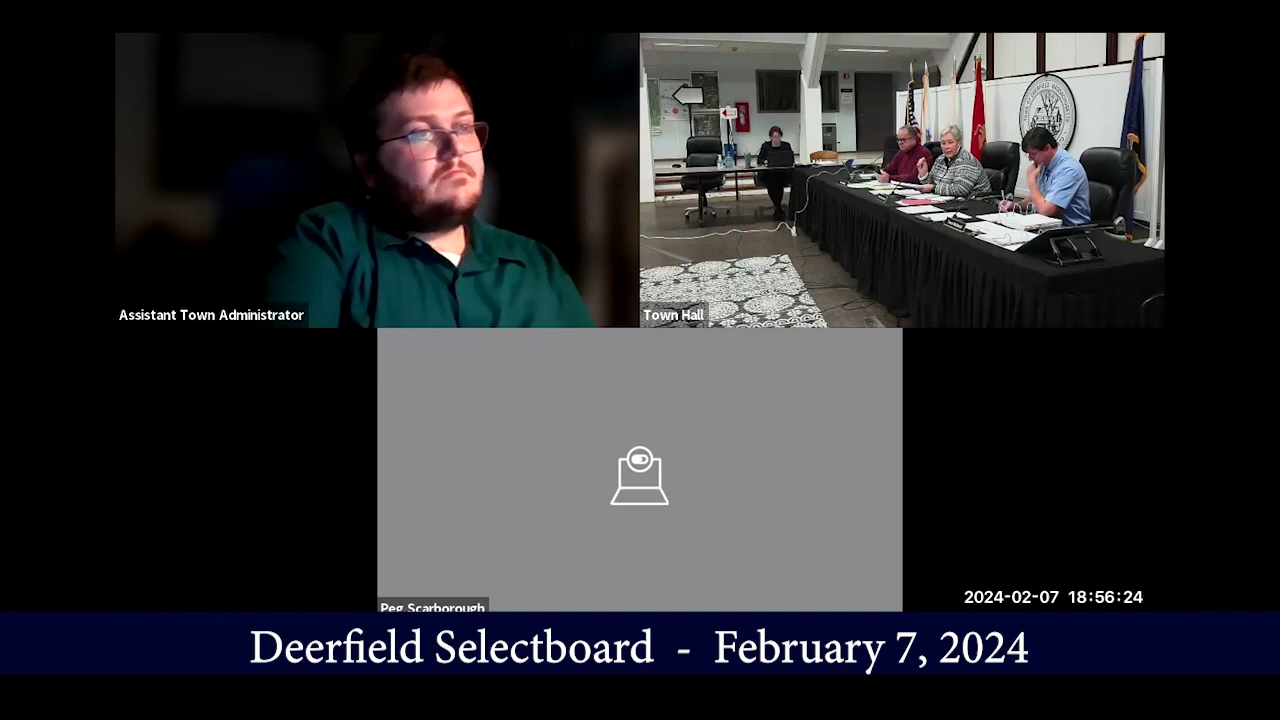 Assistant Town Administrator
Town Hall
Peg Scarborough
2024-02-07 18:56:24
Deerfield Selectboard - February 7, 2024